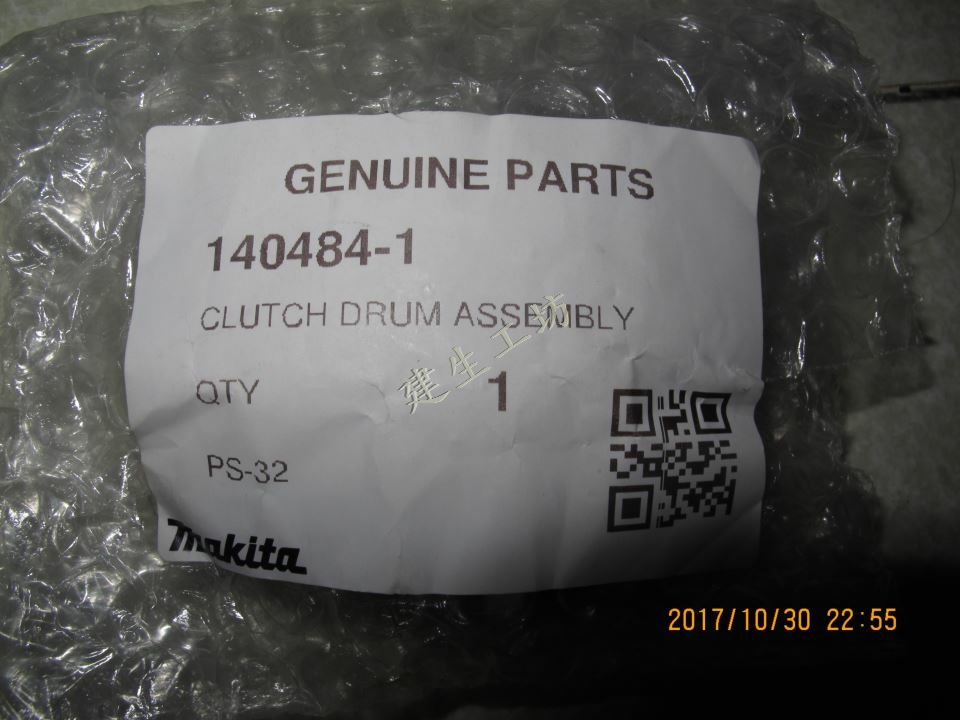 GENUINE PARTS
140484-1
CLUTCH DRUM ASSEMBLY
建生工坊
QTY 1
PS-32
Makita
2017/10/30 22:55